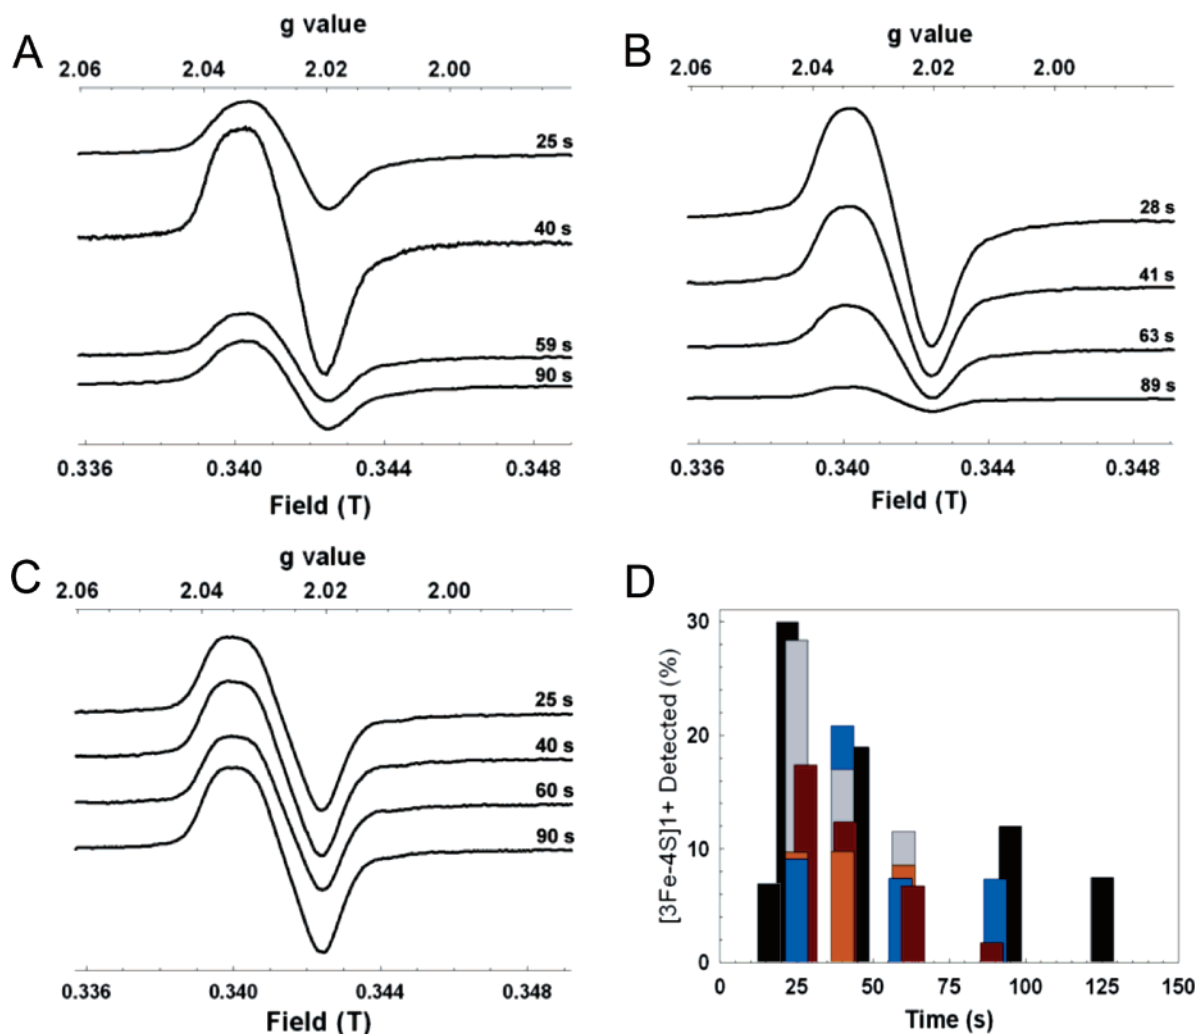 A
g value
2.06 2.04 2.02 2.00
25 s
40 s
59 s
90 s
0.336 0.340 0.344 0.348
Field (T)
B
g value
2.06 2.04 2.02 2.00
28 s
41 s
63 s
89 s
0.336 0.340 0.344 0.348
Field (T)
C
g value
2.06 2.04 2.02 2.00
25 s
40 s
60 s
90 s
0.336 0.340 0.344 0.348
Field (T)
D
[3Fe-4S]1+ Detected (%)
30
20
10
0
0 25 50 75 100 125 150
Time (s)